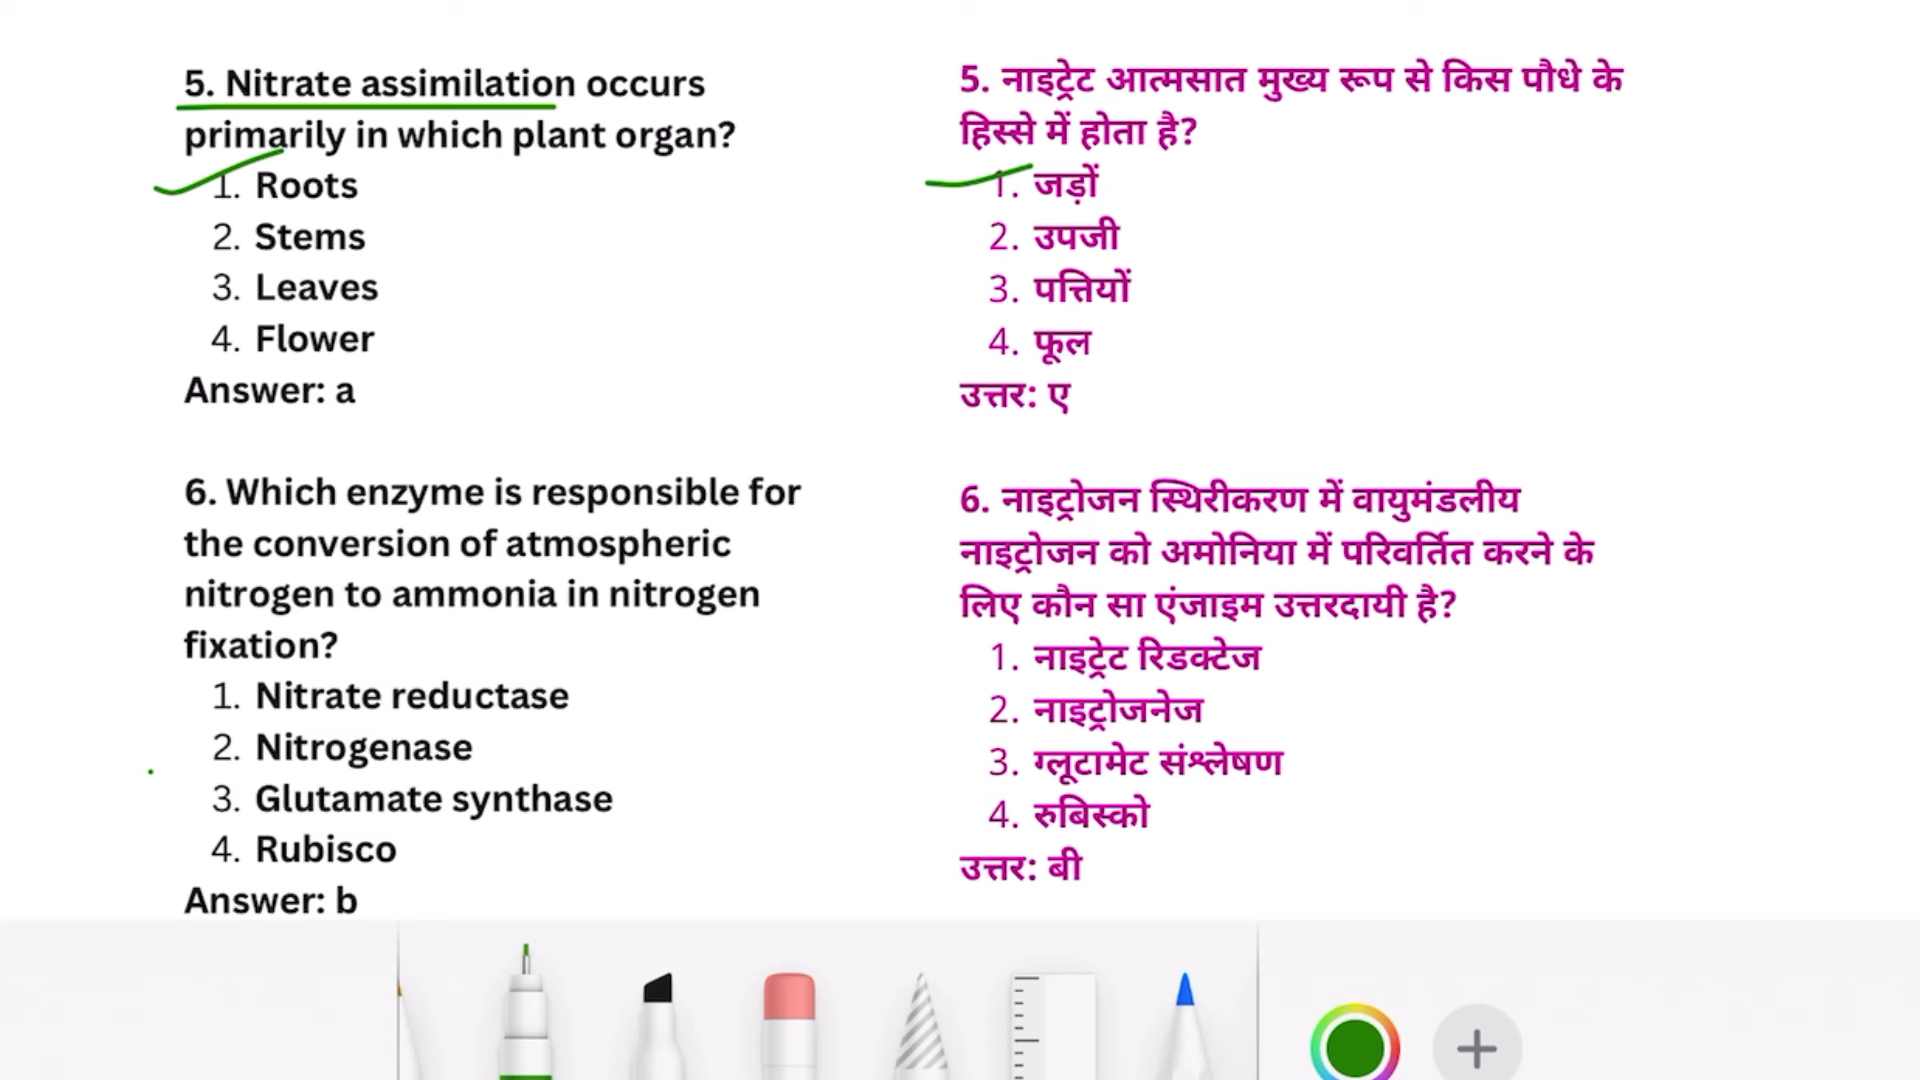 5. Nitrate assimilation occurs
primarily in which plant organ?
1. Roots
2. Stems
3. Leaves
4. Flower
Answer: a
6. Which enzyme is responsible for
the conversion of atmospheric
nitrogen to ammonia in nitrogen
fixation?
1. Nitrate reductase
2. Nitrogenase
3. Glutamate synthase
4. Rubisco
Answer: b
5. नाइट्रेट आत्मसात मुख्य रूप से किस पौधे के
हिस्से में होता है?
1. जड़ों
2. उपजी
3. पत्तियों
4. फूल
उत्तर: ए
6. नाइट्रोजन स्थिरीकरण में वायुमंडलीय
नाइट्रोजन को अमोनिया में परिवर्तित करने के
लिए कौन सा एंजाइम उत्तरदायी है?
1. नाइट्रेट रिडक्टेज
2. नाइट्रोजनेज
3. ग्लूटामेट संश्लेषण
4. रुबिस्को
उत्तर: बी